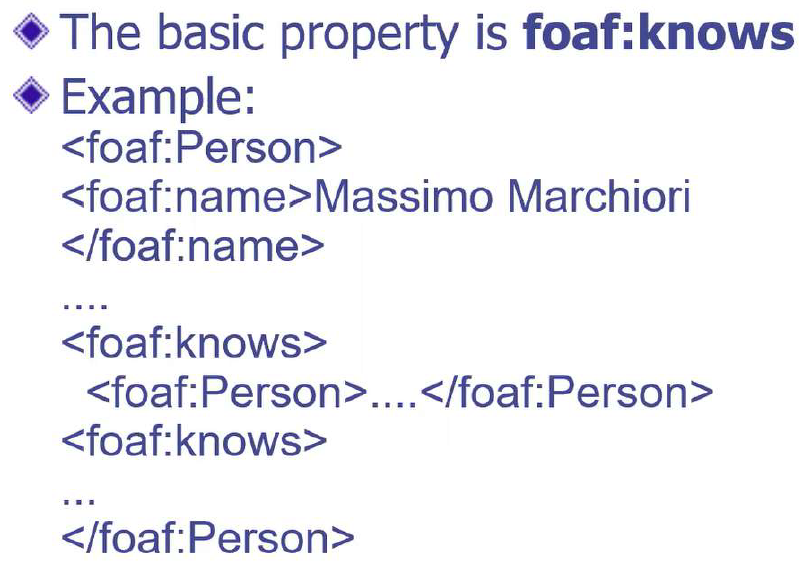 The basic property is foaf:knows
Example:
<foaf:Person>
<foaf:name>Massimo Marchiori
</foaf:name>
....
<foaf:knows>
<foaf:Person>....</foaf:Person>
<foaf:knows>
...
</foaf:Person>